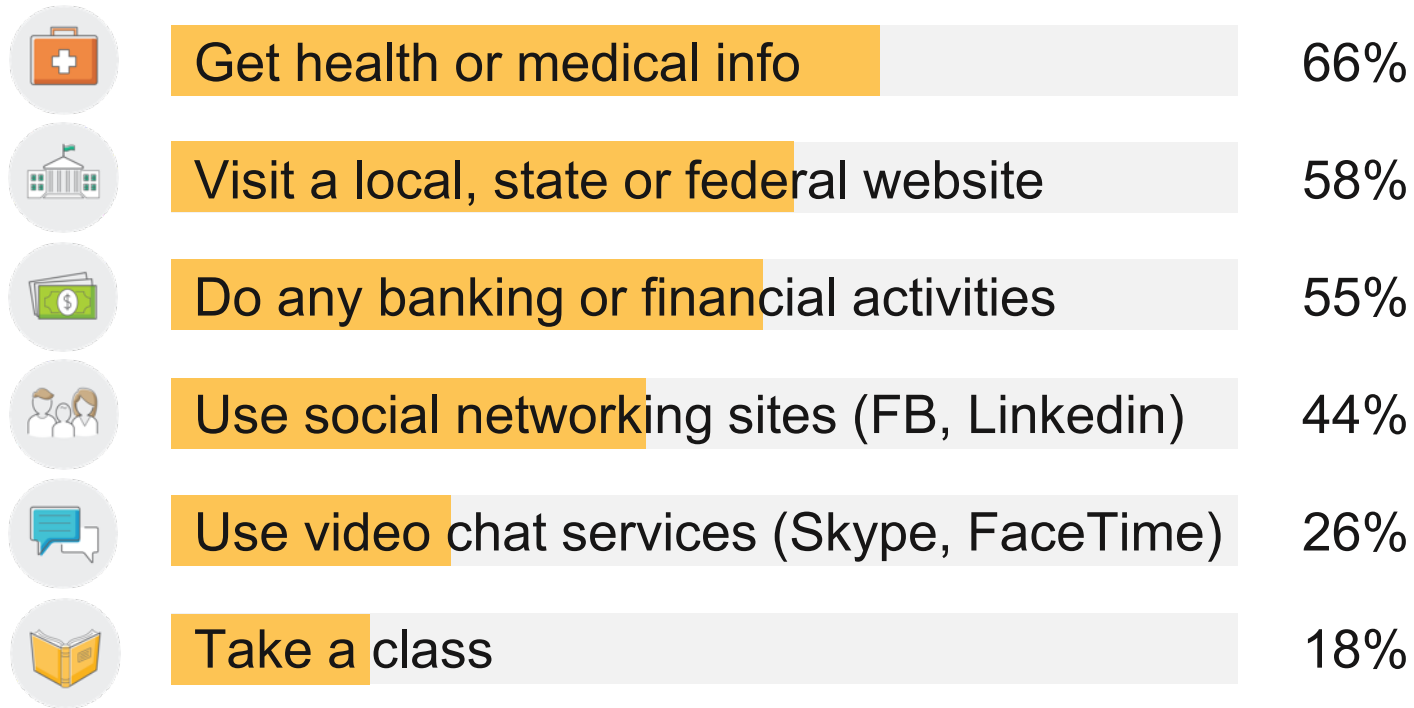 Get health or medical info 66%
Visit a local, state or federal website 58%
Do any banking or financial activities 55%
Use social networking sites (FB, Linkedin) 44%
Use video chat services (Skype, FaceTime) 26%
Take a class 18%